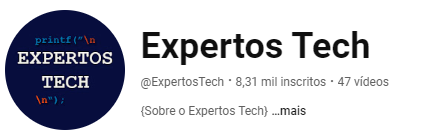 printf("\n
EXPERTOS
TECH
\n");
Expertos Tech
@ExpertosTech · 8,31 mil inscritos · 47 vídeos
{Sobre o Expertos Tech} ...mais